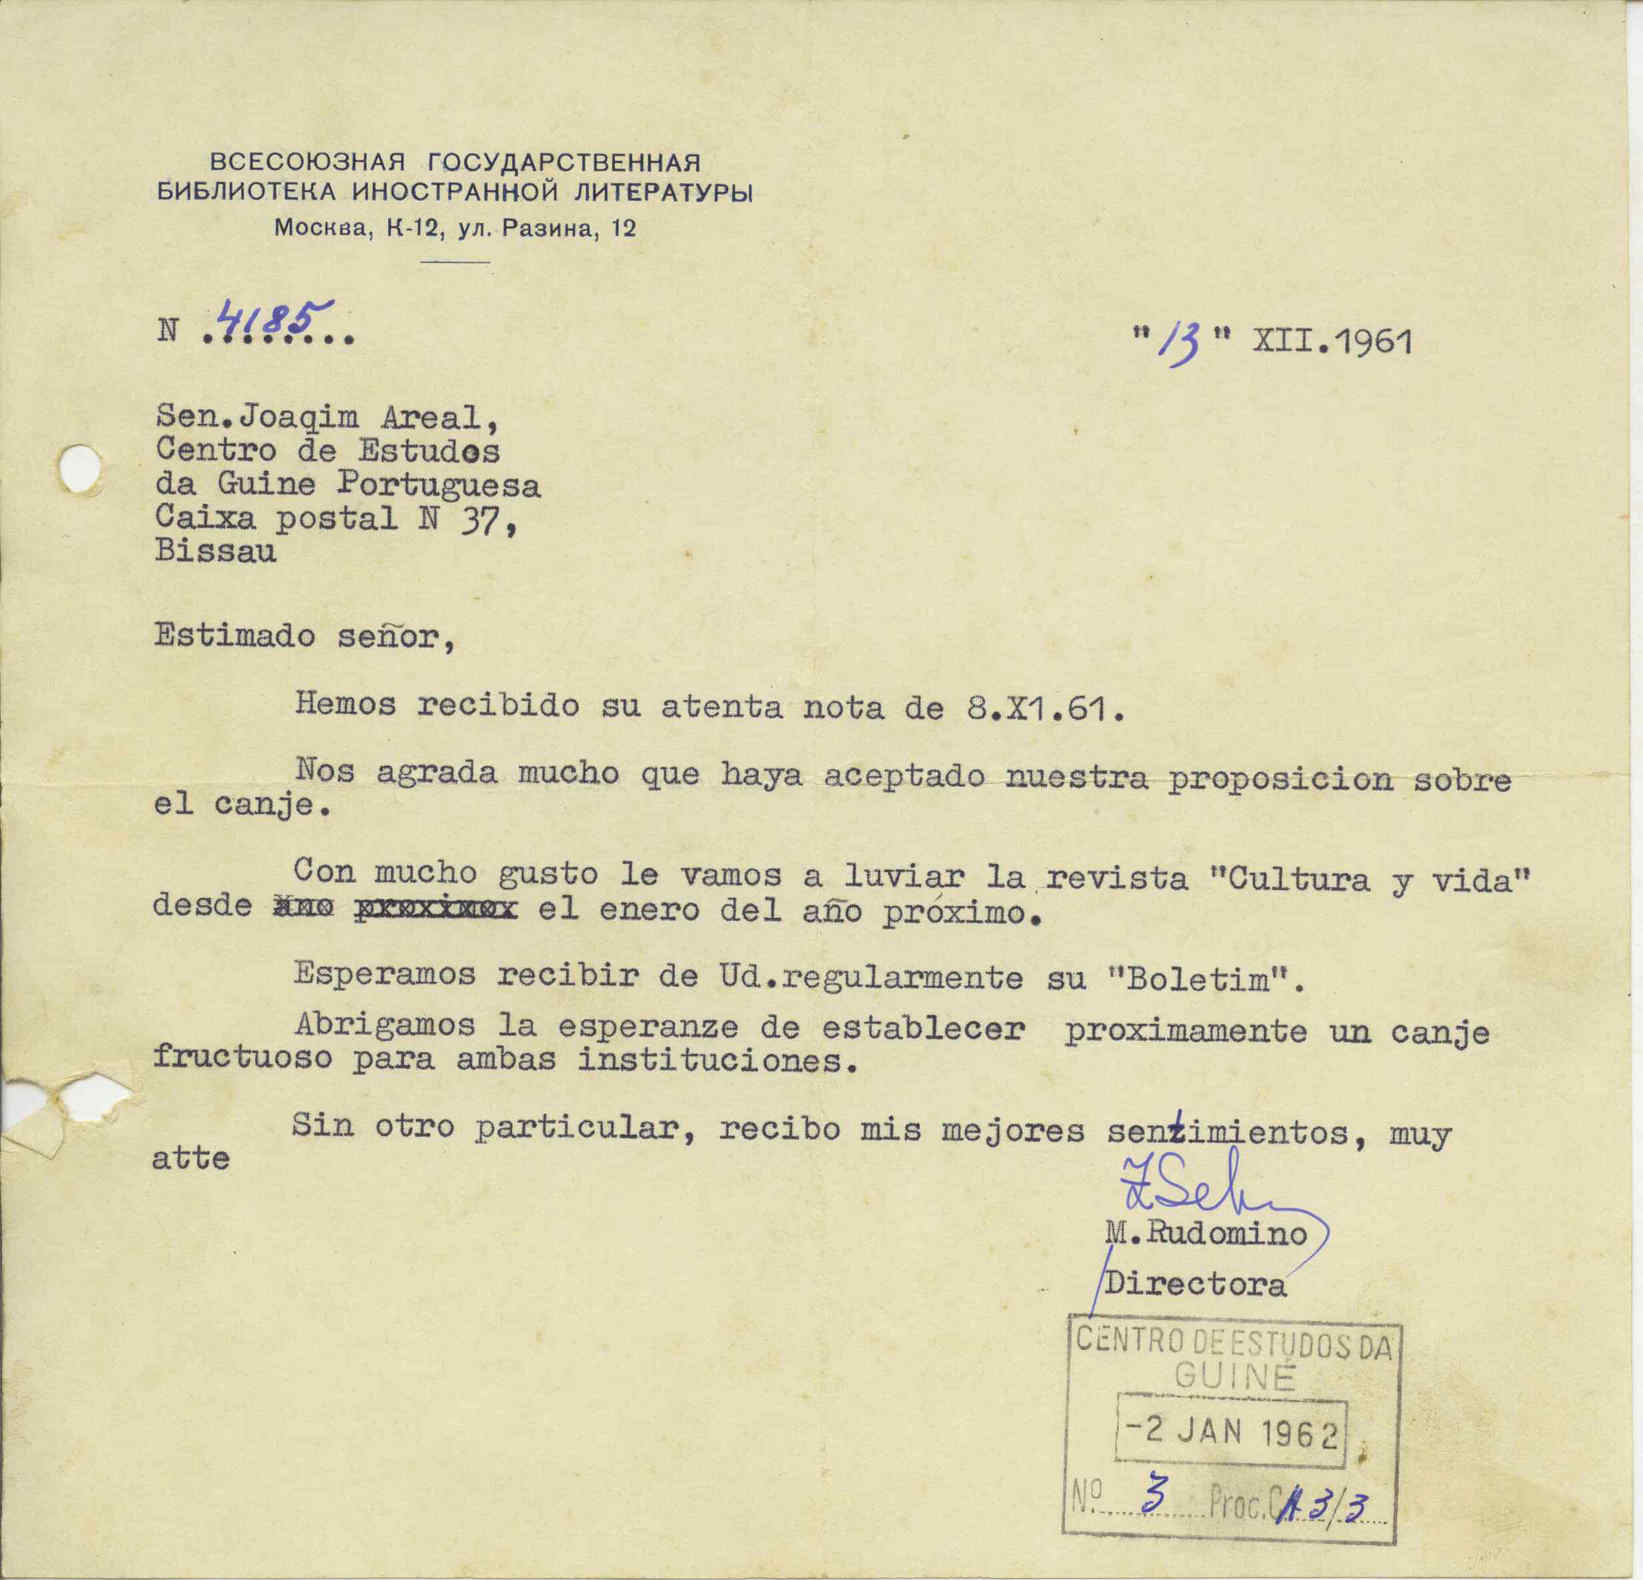 ВСЕСОЮЗНАЯ ГОСУДАРСТВЕННАЯ
БИБЛИОТЕКА ИНОСТРАННОЙ ЛИТЕРАТУРЫ
Москва, К-12, ул. Разина, 12
N .4185...
"13" XII.1961
Sen.Joaqim Areal,
Centro de Estudos
da Guine Portuguesa
Caixa postal N 37,
Bissau
Estimado señor,
Hemos recibido su atenta nota de 8.X1.61.
Nos agrada mucho que haya aceptado nuestra proposicion sobre
el canje.
Con mucho gusto le vamos a luviar la revista "Cultura y vida"
desde el enero del año próximo.
Esperamos recibir de Ud.regularmente su "Boletim".
Abrigamos la esperanze de establecer proximamente un canje
fructuoso para ambas instituciones.
Sin otro particular, recibo mis mejores sentimientos, muy
atte
M.Rudomino
Directora
CENTRO DE ESTUDOS DA
GUINÉ
-2 JAN 1962
Nº 3 Proc. 3/3